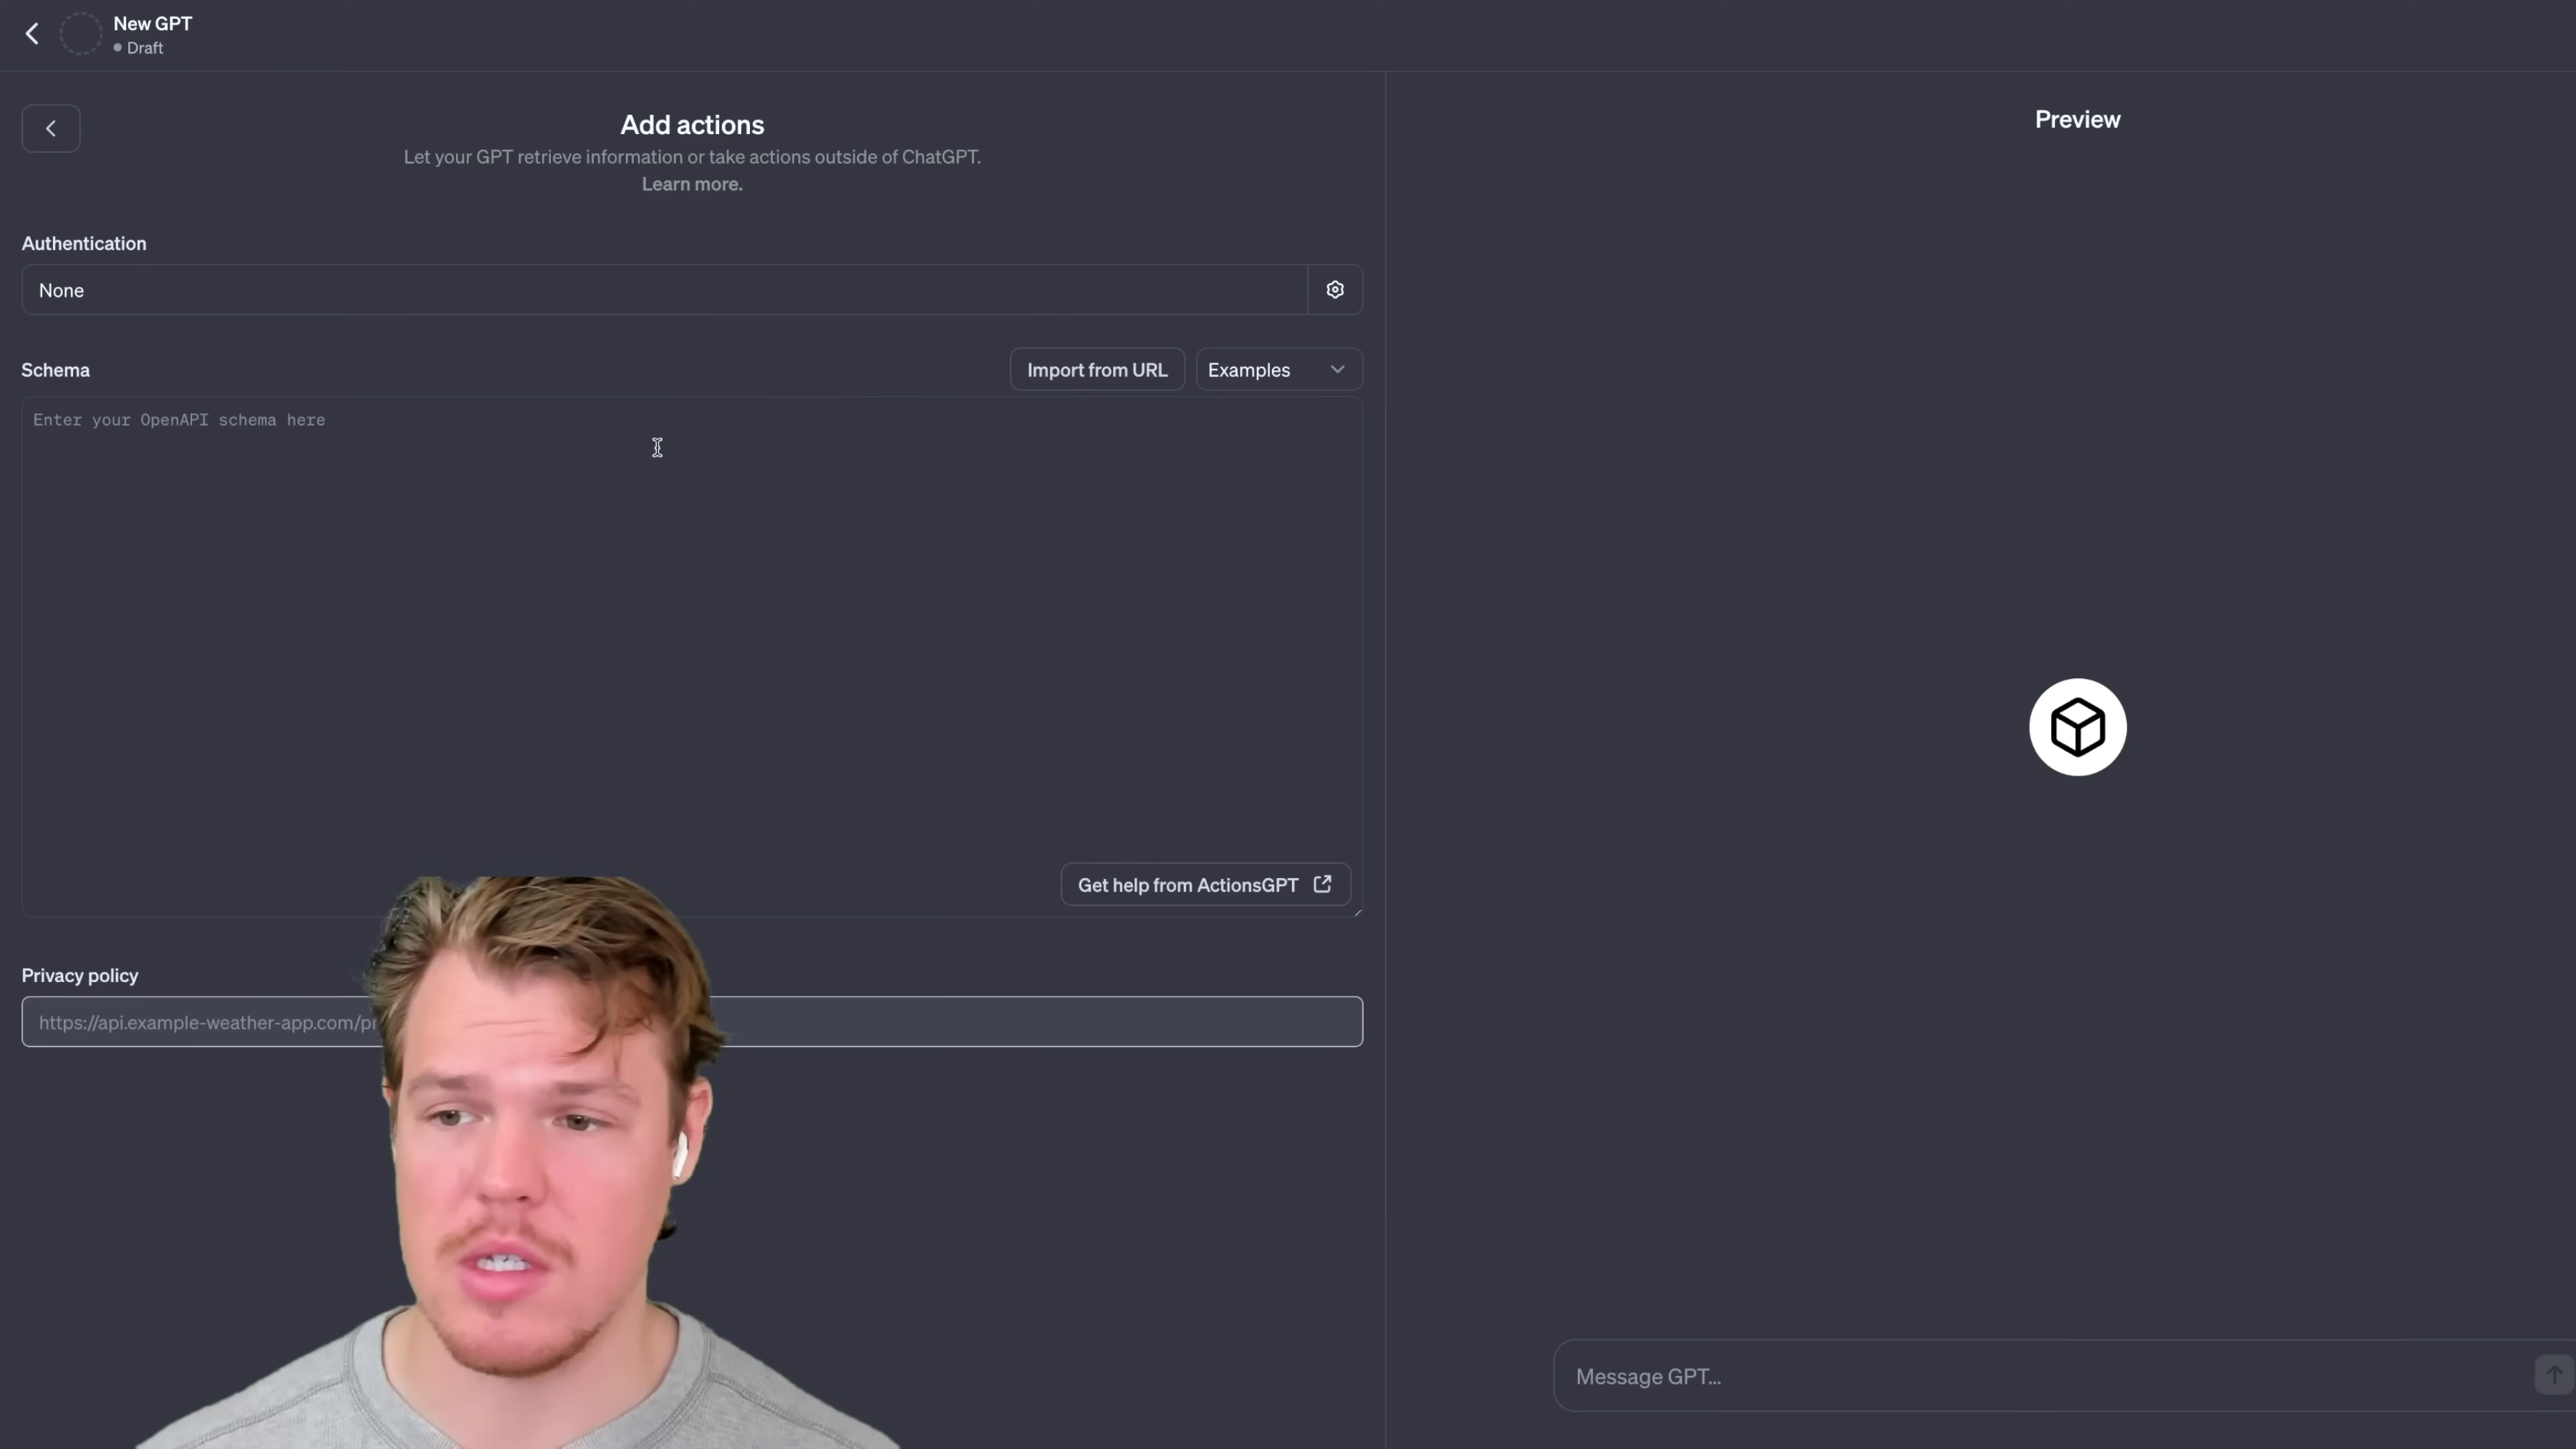 New GPT
Draft
Add actions
Let your GPT retrieve information or take actions outside of ChatGPT.
Learn more.
Preview
Authentication
None
Schema
Import from URL
Examples
Enter your OpenAPI schema here
Get help from ActionsGPT
Privacy policy
https://api.example-weather-app.com/
Message GPT...